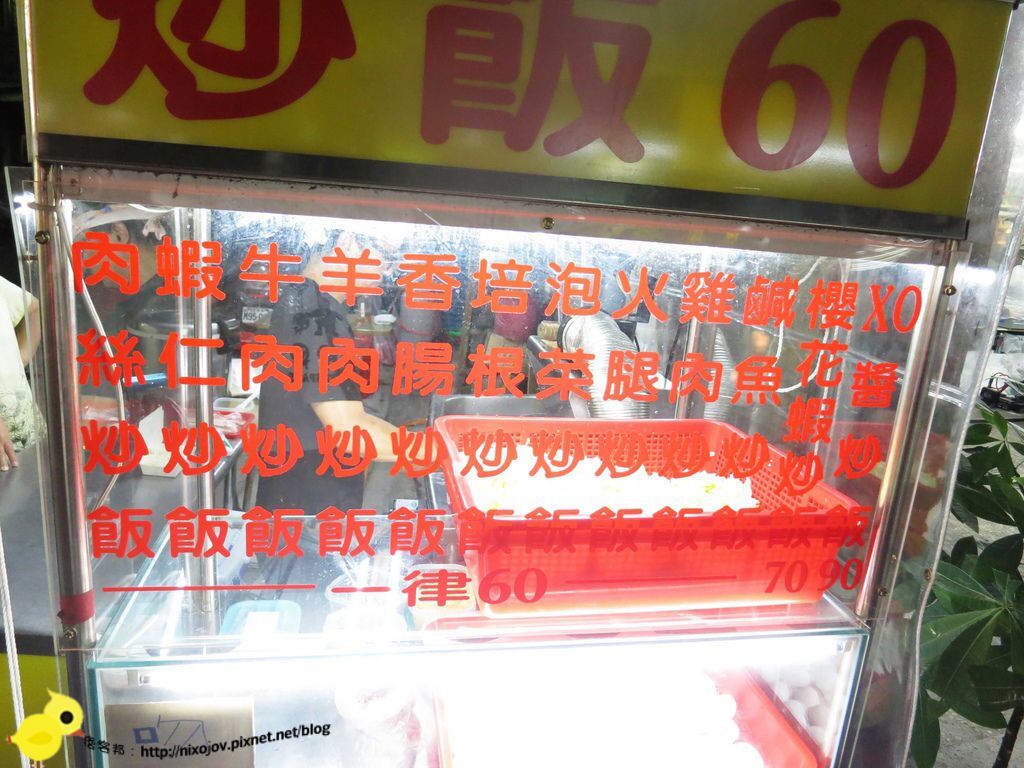 炒飯60
肉絲炒飯
蝦仁炒飯
牛肉炒飯
羊肉炒飯
香腸炒飯
培根炒飯
泡菜炒飯
火腿炒飯
雞肉炒飯
鹹魚炒飯
櫻花蝦炒飯
XO醬炒飯
一律60
70
90
痞客邦：http://nixojov.pixnet.net/blog